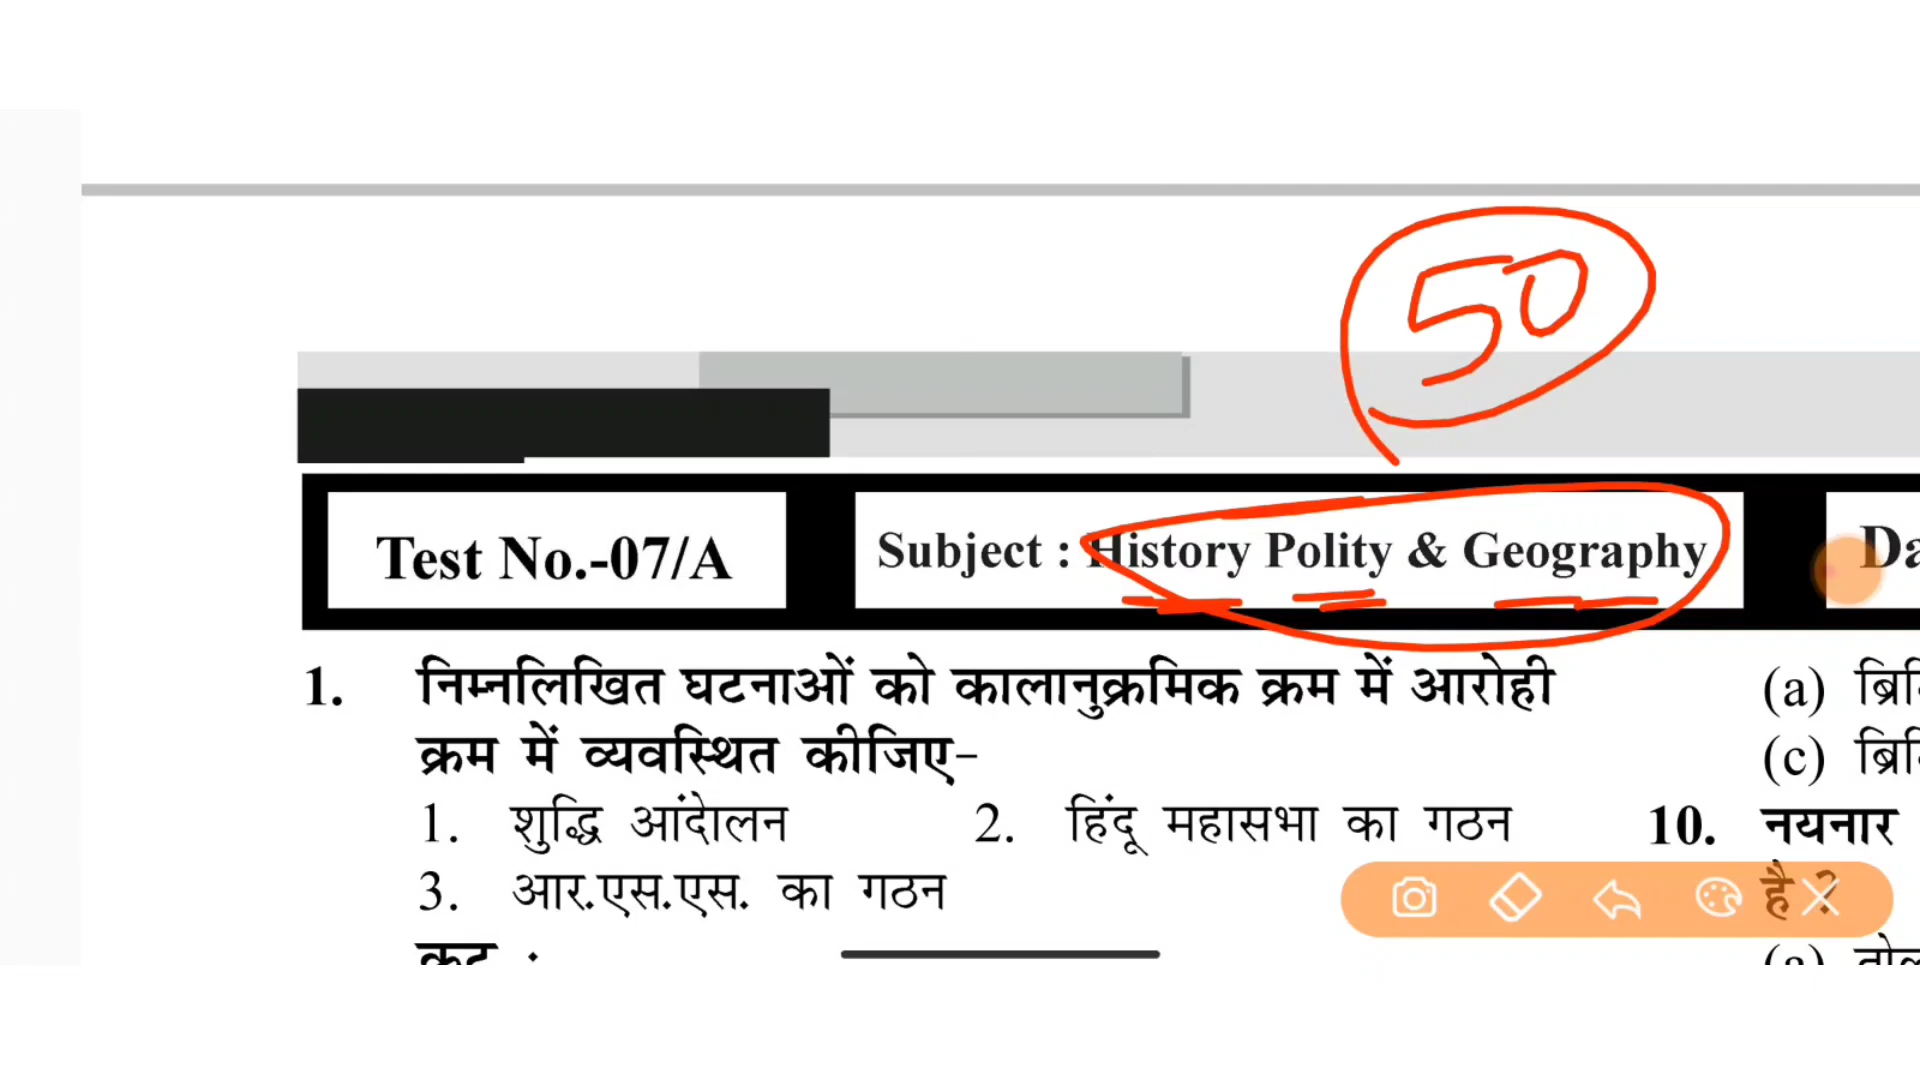 50
Test No.-07/A
Subject : History Polity & Geography
1. निम्नलिखित घटनाओं को कालानुक्रमिक क्रम में आरोही
क्रम में व्यवस्थित कीजिए-
1. शुद्धि आंदोलन 2. हिंदू महासभा का गठन
3. आर.एस.एस. का गठन
(a)
(c)
10. नयनार
है ?